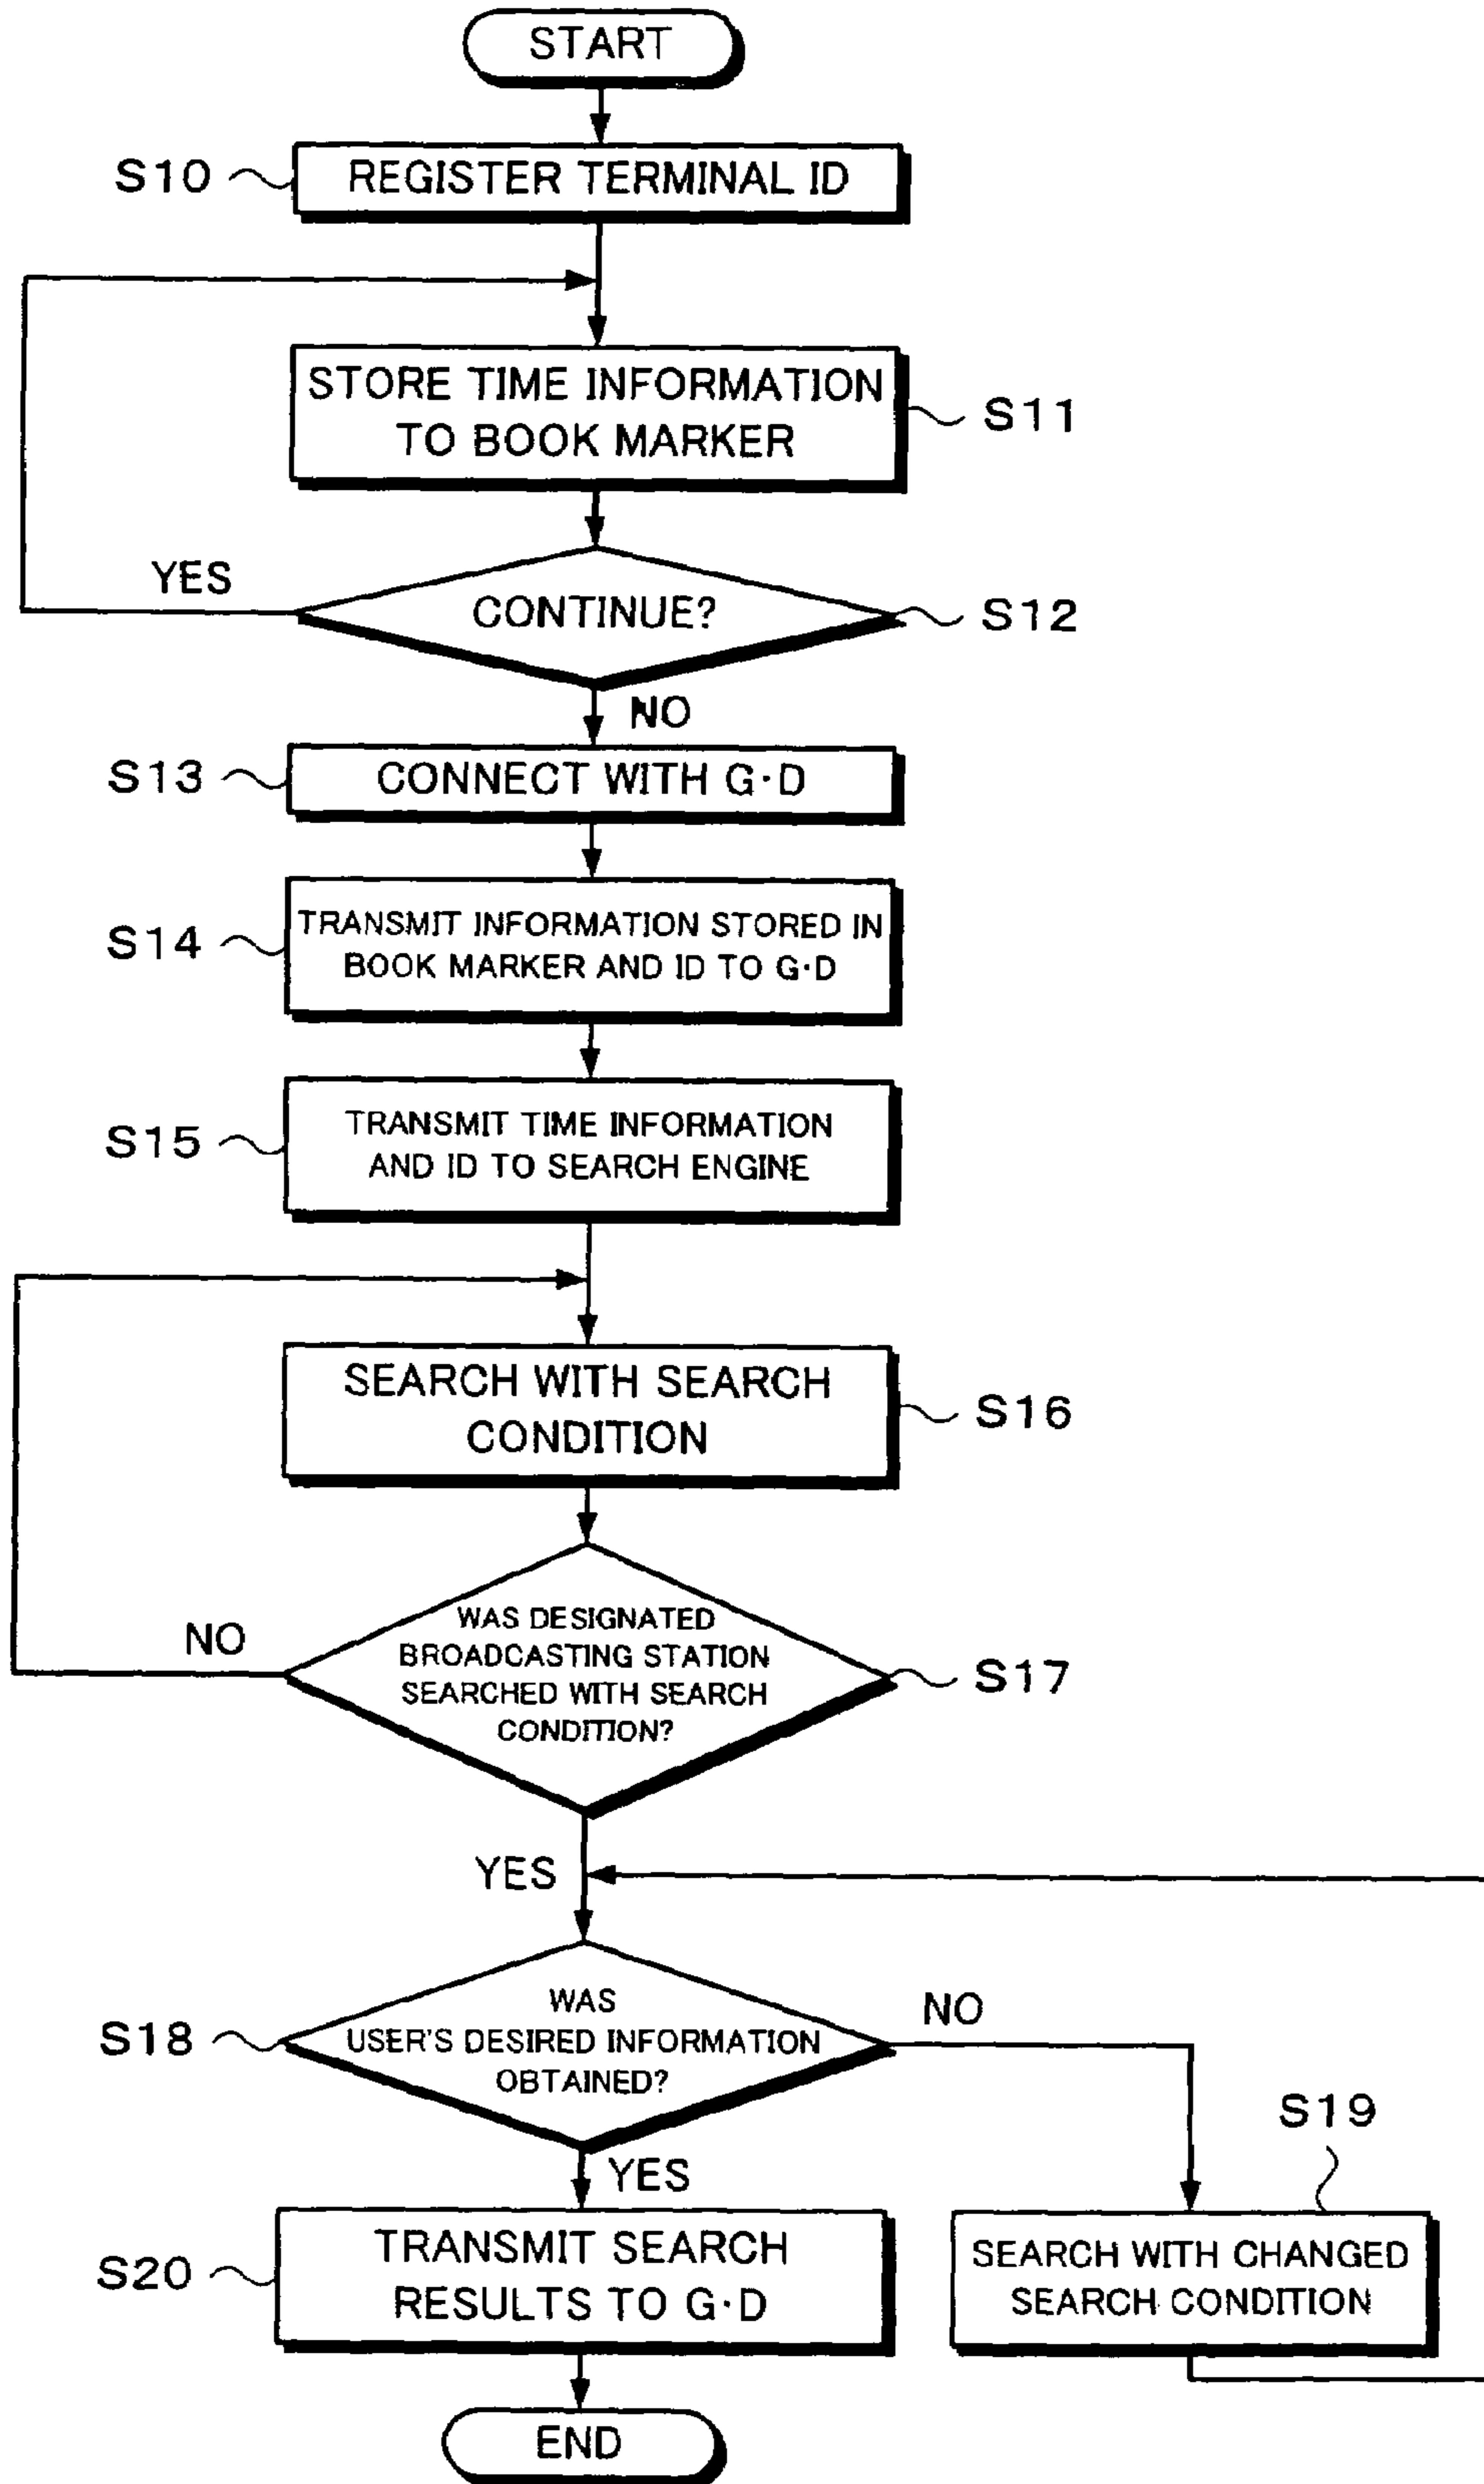 START
S10
REGISTER TERMINAL ID
STORE TIME INFORMATION
TO BOOK MARKER
S11
YES
CONTINUE?
S12
NO
S13
CONNECT WITH G·D
S14
TRANSMIT INFORMATION STORED IN
BOOK MARKER AND ID TO G·D
S15
TRANSMIT TIME INFORMATION
AND ID TO SEARCH ENGINE
SEARCH WITH SEARCH
CONDITION
S16
NO
WAS DESIGNATED
BROADCASTING STATION
SEARCHED WITH SEARCH
CONDITION?
S17
YES
S18
WAS
USER'S DESIRED INFORMATION
OBTAINED?
NO
YES
S19
S20
TRANSMIT SEARCH
RESULTS TO G·D
SEARCH WITH CHANGED
SEARCH CONDITION
END